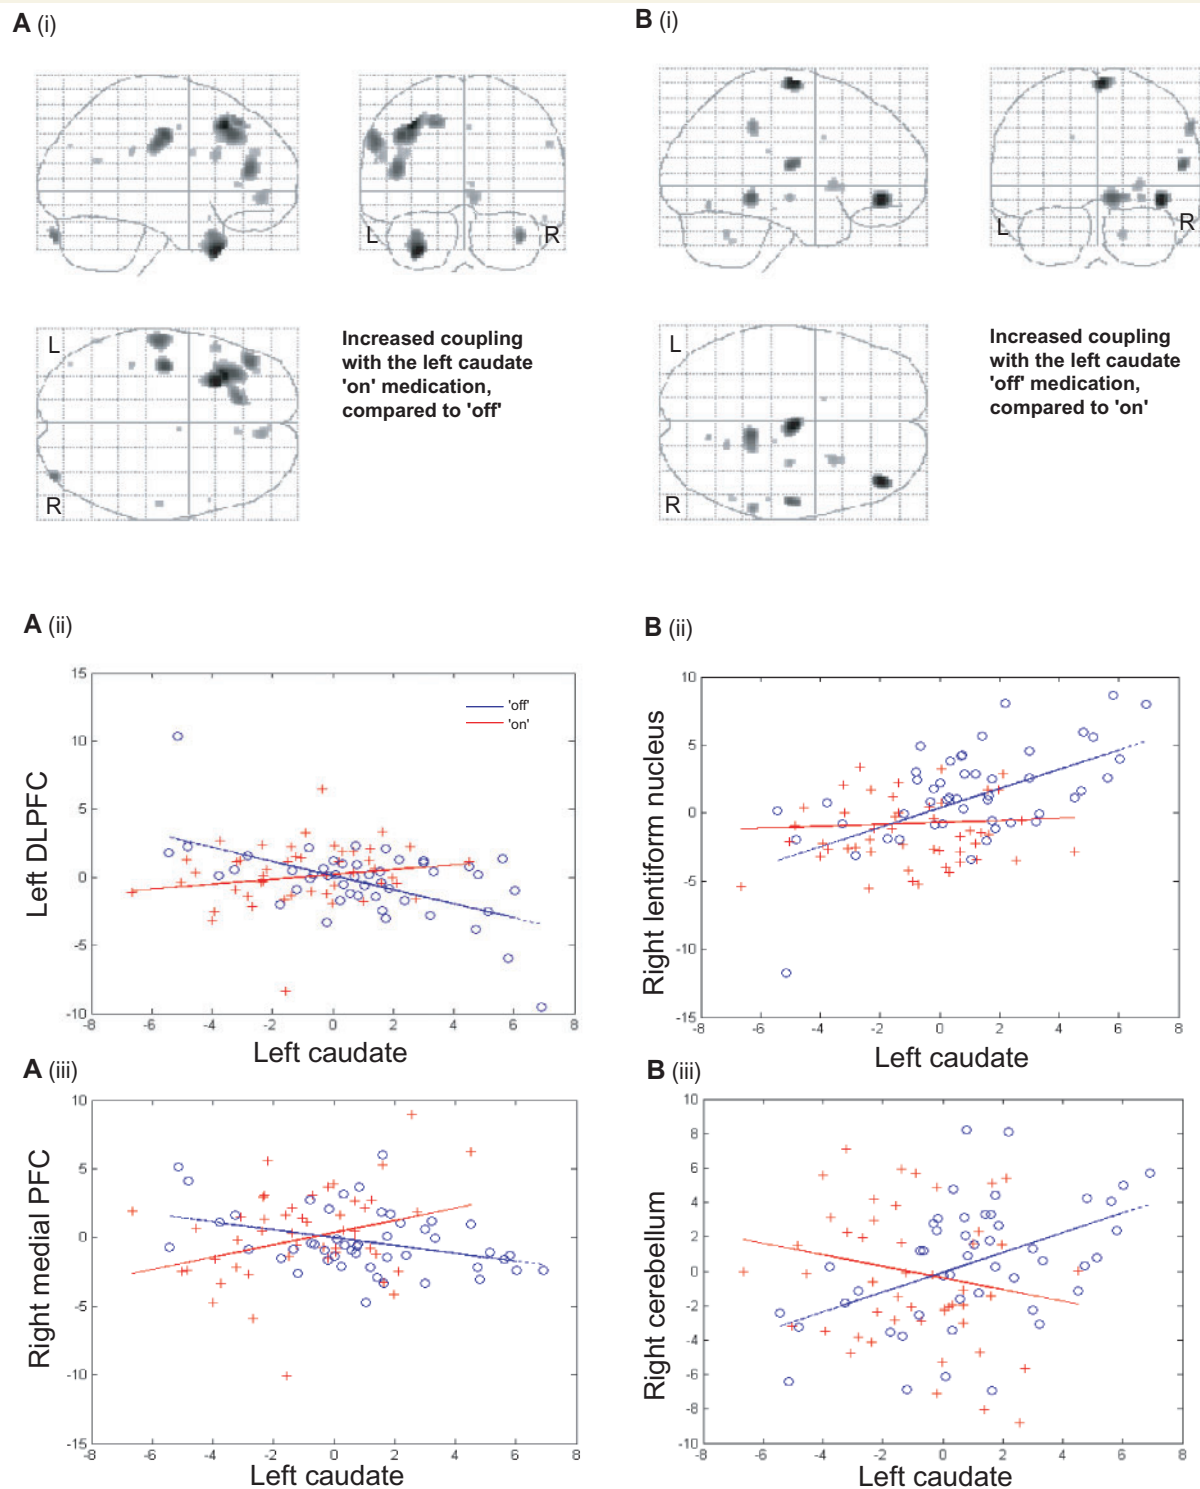 A (i)
B (i)
L
R
L
R
L
R
Increased coupling
with the left caudate
'on' medication,
compared to 'off'
L
R
Increased coupling
with the left caudate
'off' medication,
compared to 'on'
A (ii)
15
10
5
0
-5
-10
-8
-6
-4
-2
0
2
4
6
8
'off'
'on'
Left DLPFC
Left caudate
B (ii)
10
5
0
-5
-10
-15
-8
-6
-4
-2
0
2
4
6
8
Right lentiform nucleus
Left caudate
A (iii)
10
5
0
-5
-10
-15
-8
-6
-4
-2
0
2
4
6
8
Right medial PFC
Left caudate
B (iii)
10
8
6
4
2
0
-2
-4
-6
-8
-10
-8
-6
-4
-2
0
2
4
6
8
Right cerebellum
Left caudate